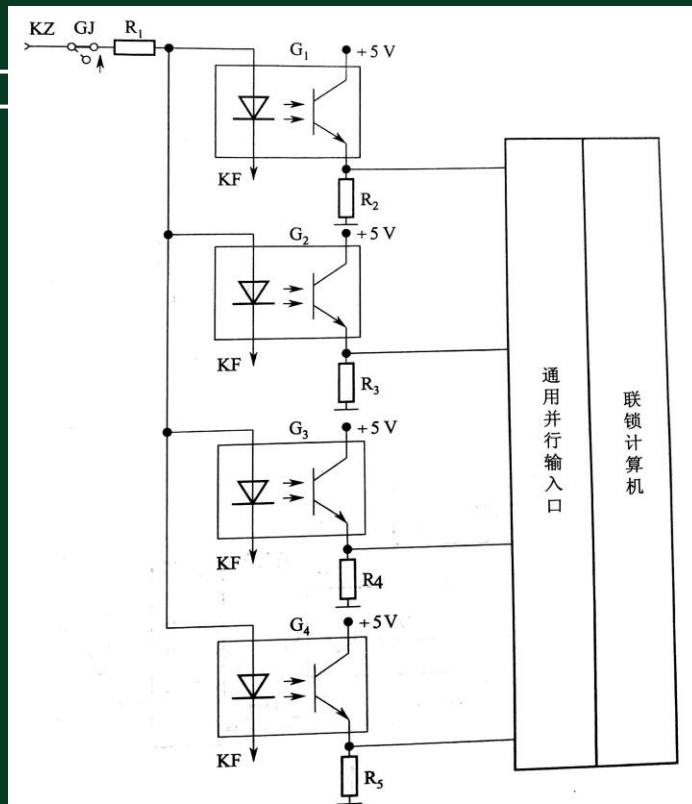 KZ GJ R₁
G₁ +5 V
KF
R₂
G₂ +5 V
KF
R₃
G₃ +5 V
KF
R4
G₄ +5 V
KF
R₅
通用并行输入口
联锁计算机